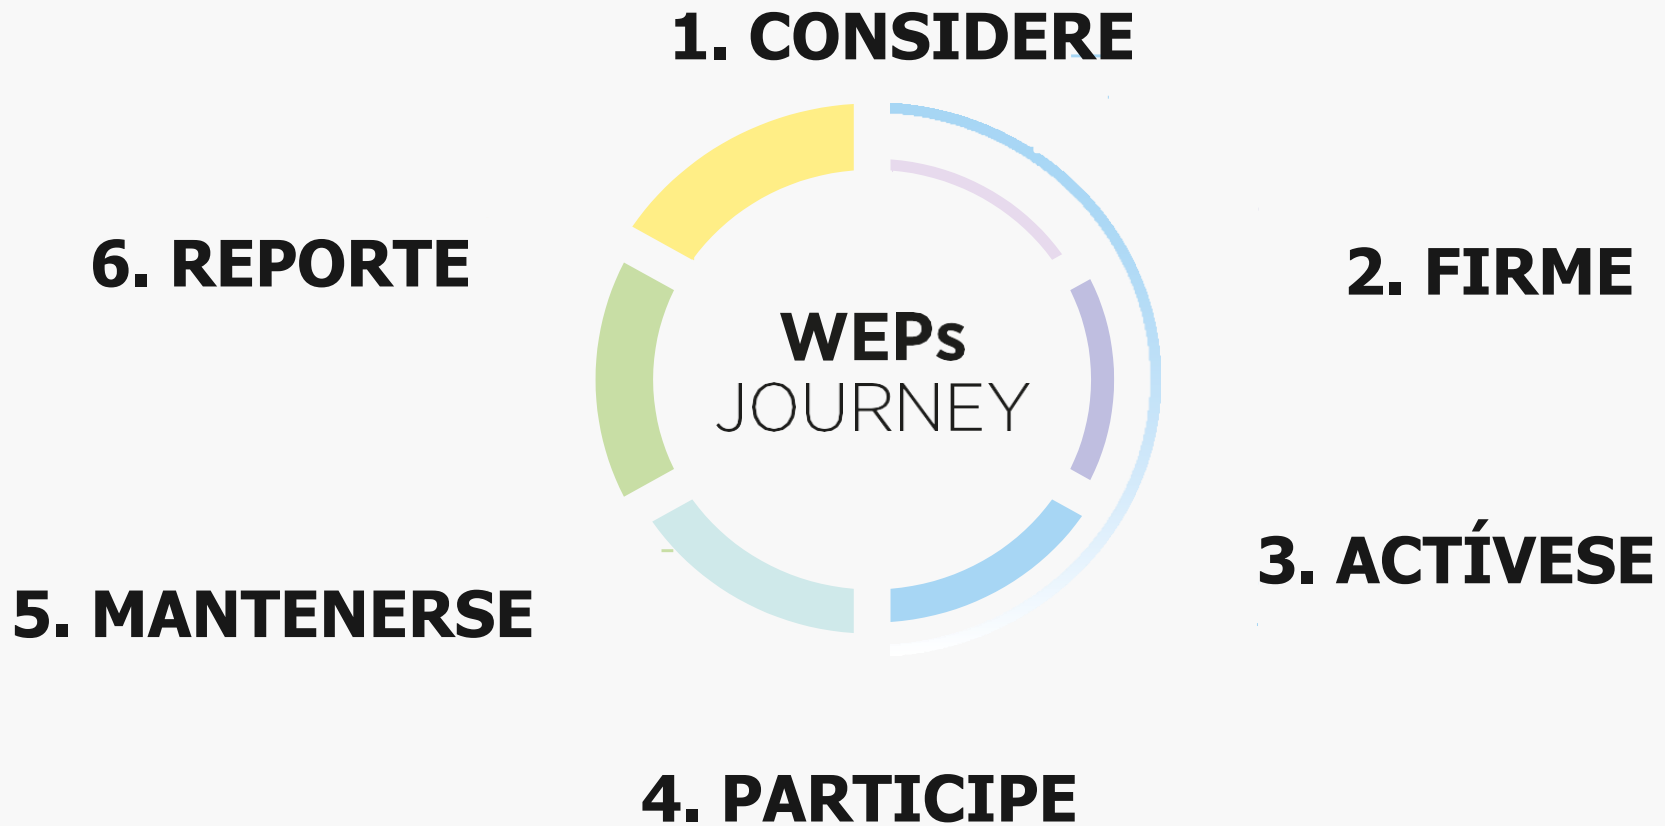 1. CONSIDERE
2. FIRME
3. ACTÍVESE
4. PARTICIPE
5. MANTENERSE
6. REPORTE
WEPs
JOURNEY